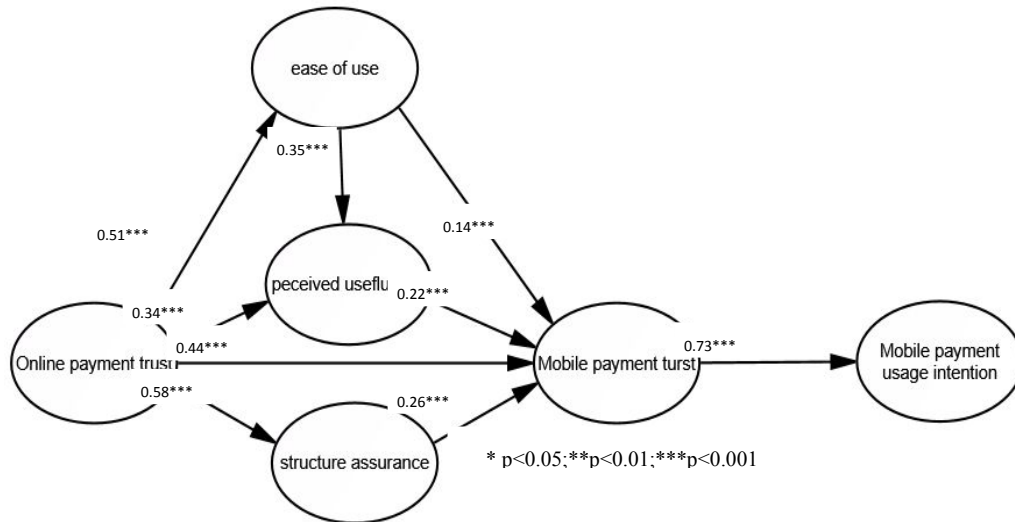 ease of use
0.35***
0.51***
0.14***
peceived useflu
0.22***
0.34***
Online payment trust
0.44***
Mobile payment turst
0.73***
Mobile payment
usage intention
0.58***
0.26***
structure assurance
* p<0.05;**p<0.01;***p<0.001